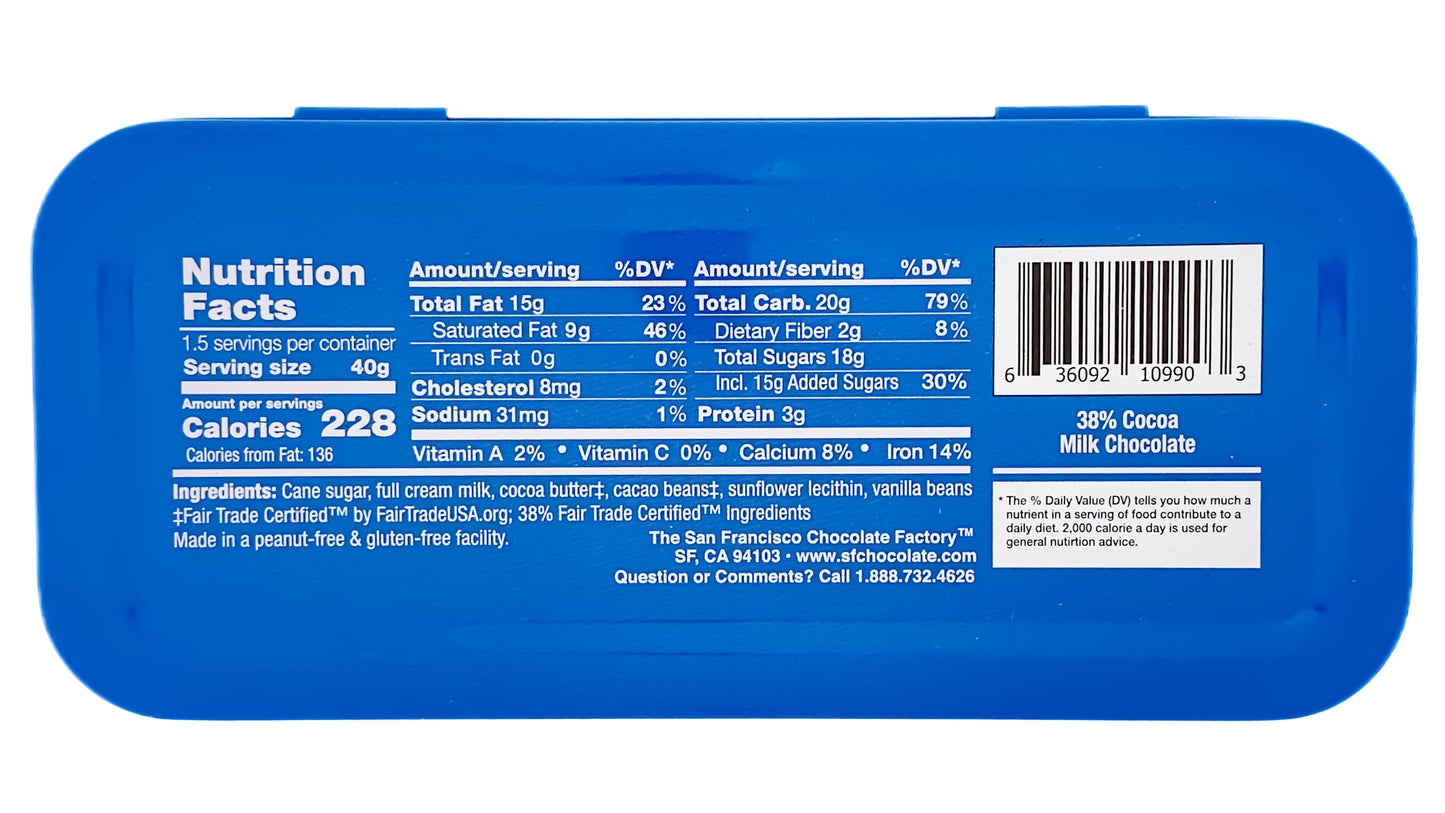 Nutrition
Facts
1.5 servings per container
Serving size 40g
Amount per servings
Calories 228
Calories from Fat: 136
Amount/serving %DV*
Total Fat 15g 23%
Saturated Fat 9g 46%
Trans Fat 0g 0%
Cholesterol 8mg 2%
Sodium 31mg 1%
Amount/serving %DV*
Total Carb. 20g 79%
Dietary Fiber 2g 8%
Total Sugars 18g
Incl. 15g Added Sugars 30%
Protein 3g
Vitamin A 2% • Vitamin C 0% • Calcium 8% • Iron 14%
Ingredients: Cane sugar, full cream milk, cocoa butter‡, cacao beans‡, sunflower lecithin, vanilla beans
‡Fair Trade Certified™ by FairTradeUSA.org; 38% Fair Trade Certified™ Ingredients
Made in a peanut-free & gluten-free facility.
The San Francisco Chocolate Factory™
SF, CA 94103 • www.sfchocolate.com
Question or Comments? Call 1.888.732.4626
6 36092 10990 3
38% Cocoa
Milk Chocolate
* The % Daily Value (DV) tells you how much a
nutrient in a serving of food contribute to a
daily diet. 2,000 calorie a day is used for
general nutirtion advice.